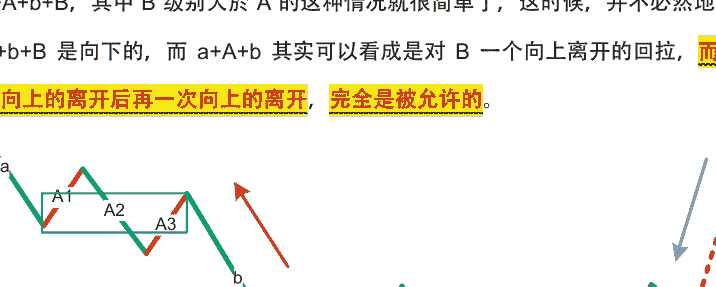 A+b+B，其中 B 级别大於 A 的这种情况就很简单了，这时候，并不必然地
+b+B 是向下的，而 a+A+b 其实可以看成是对 B 一个向上离开的回拉，而
向上的离开后再一次向上的离开，完全是被允许的。
a
A1
A2
A3
b